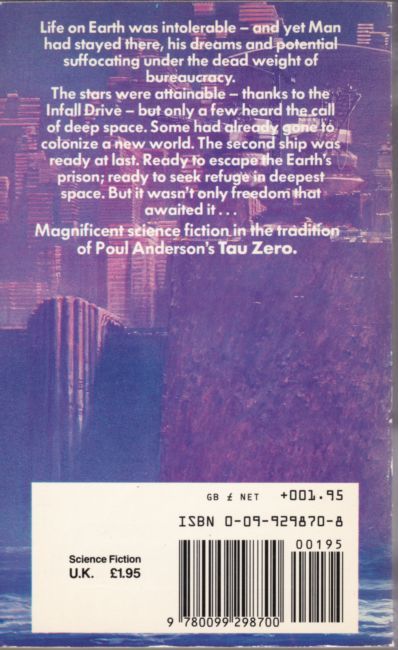 Life on Earth was intolerable – and yet Man
had stayed there, his dreams and potential
suffocating under the dead weight of
bureaucracy.
The stars were attainable – thanks to the
Infall Drive – but only a few heard the call
of deep space. Some had already gone to
colonize a new world. The second ship was
ready at last. Ready to escape the Earth's
prison; ready to seek refuge in deepest
space. But it wasn't only freedom that
awaited it . . .
Magnificent science fiction in the tradition
of Poul Anderson's Tau Zero.
GB £ NET +001.95
ISBN 0-09-929870-8
00195
Science Fiction
U.K. £1.95
9 780099 298700